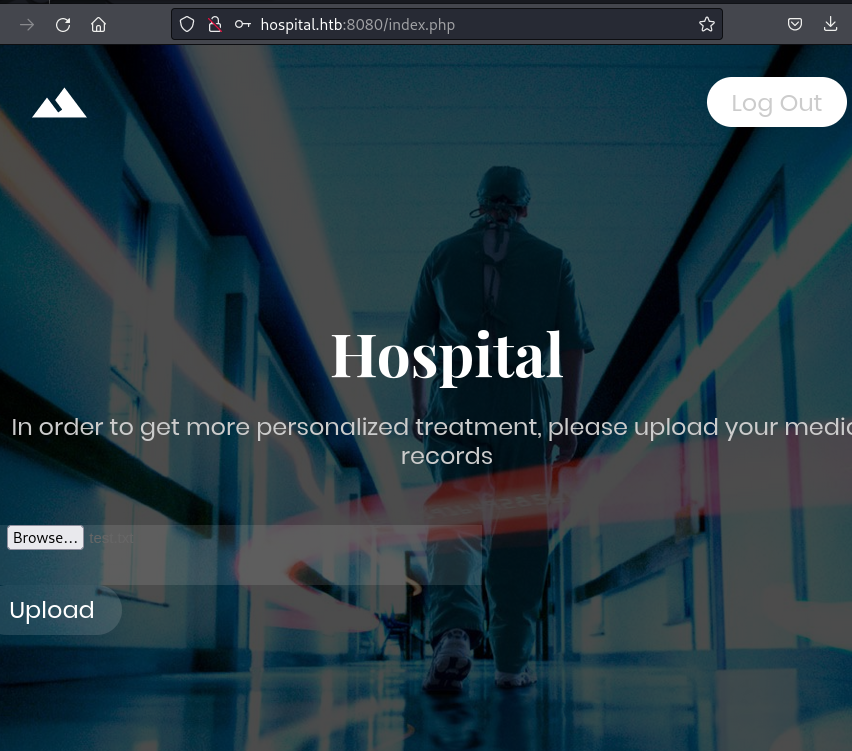 hospital.htb:8080/index.php
Log Out
Hospital
In order to get more personalized treatment, please upload your medic
records
Browse... test.txt
Upload